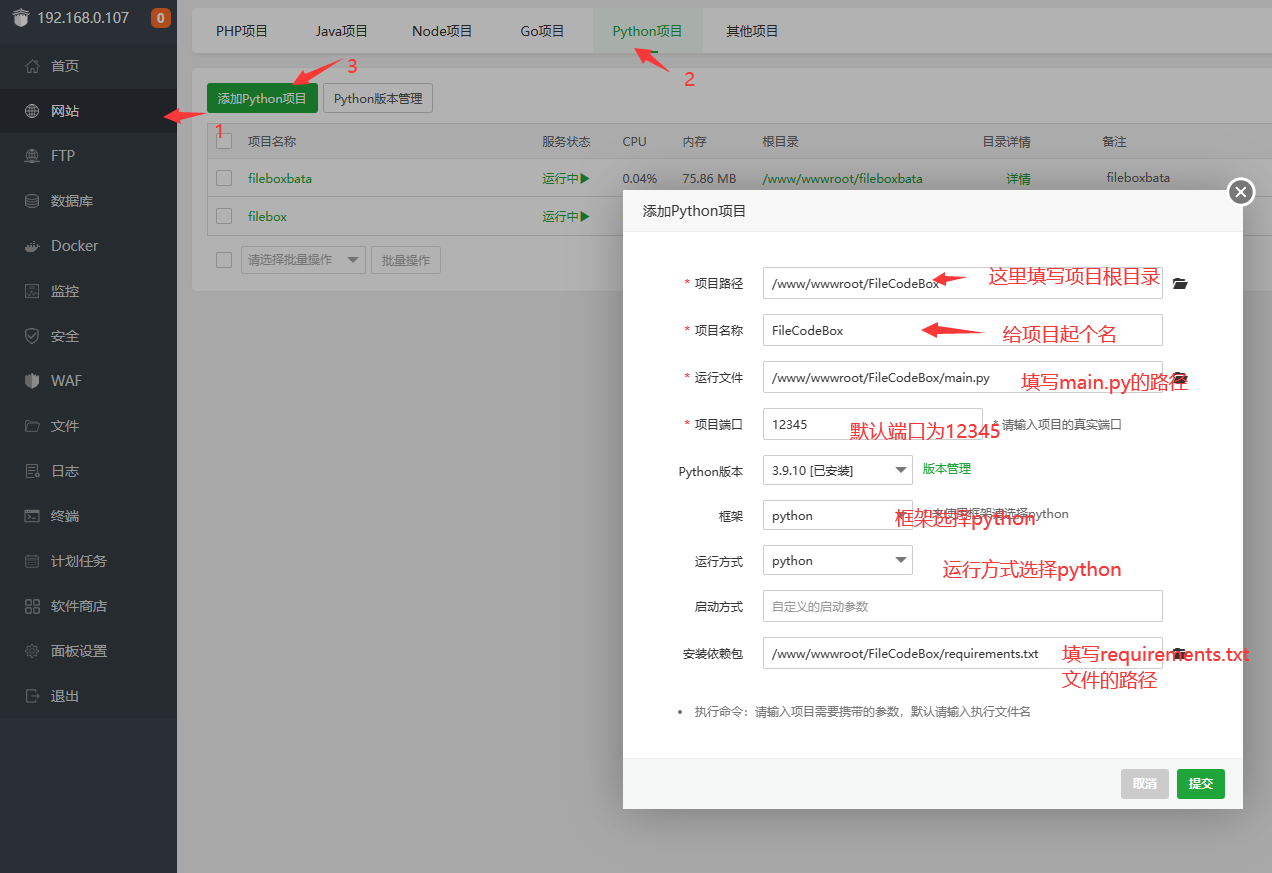 192.168.0.107 0
首页
网站
FTP
数据库
Docker
监控
安全
WAF
文件
日志
终端
计划任务
软件商店
面板设置
退出
PHP项目 Java项目 Node项目 Go项目 Python项目 其他项目
3
2
添加Python项目 Python版本管理
1
项目名称 服务状态 CPU 内存 根目录 目录详情 备注
fileboxbata 运行中 0.04% 75.86 MB /www/wwwroot/fileboxbata 详情 fileboxbata
filebox 运行中
请选择批量操作 批量操作
添加Python项目
* 项目路径 /www/wwwroot/FileCodeBox 这里填写项目根目录
* 项目名称 FileCodeBox 给项目起个名
* 运行文件 /www/wwwroot/FileCodeBox/main.py 填写main.py的路径
* 项目端口 12345 默认端口为12345 * 请输入项目的真实端口
Python版本 3.9.10 [已安装] 版本管理
框架 python 框架选择python python
运行方式 python 运行方式选择python
启动方式 自定义的启动参数
安装依赖包 /www/wwwroot/FileCodeBox/requirements.txt 填写requirements.txt
文件的路径
• 执行命令：请输入项目需要携带的参数，默认请输入执行文件名
取消 提交